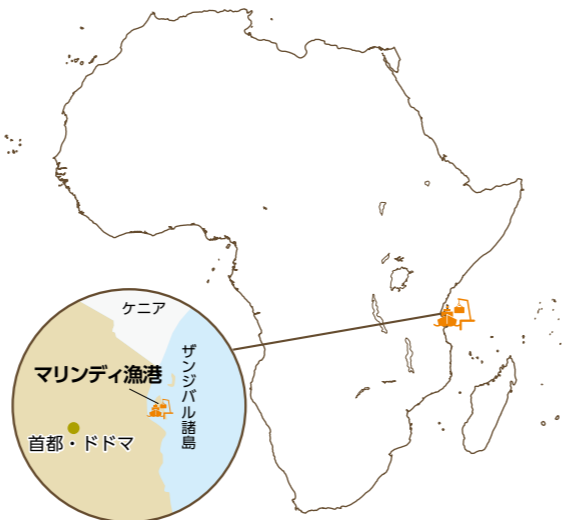 ケニア
ザンジバル諸島
マリンディ漁港
首都・ドドマ